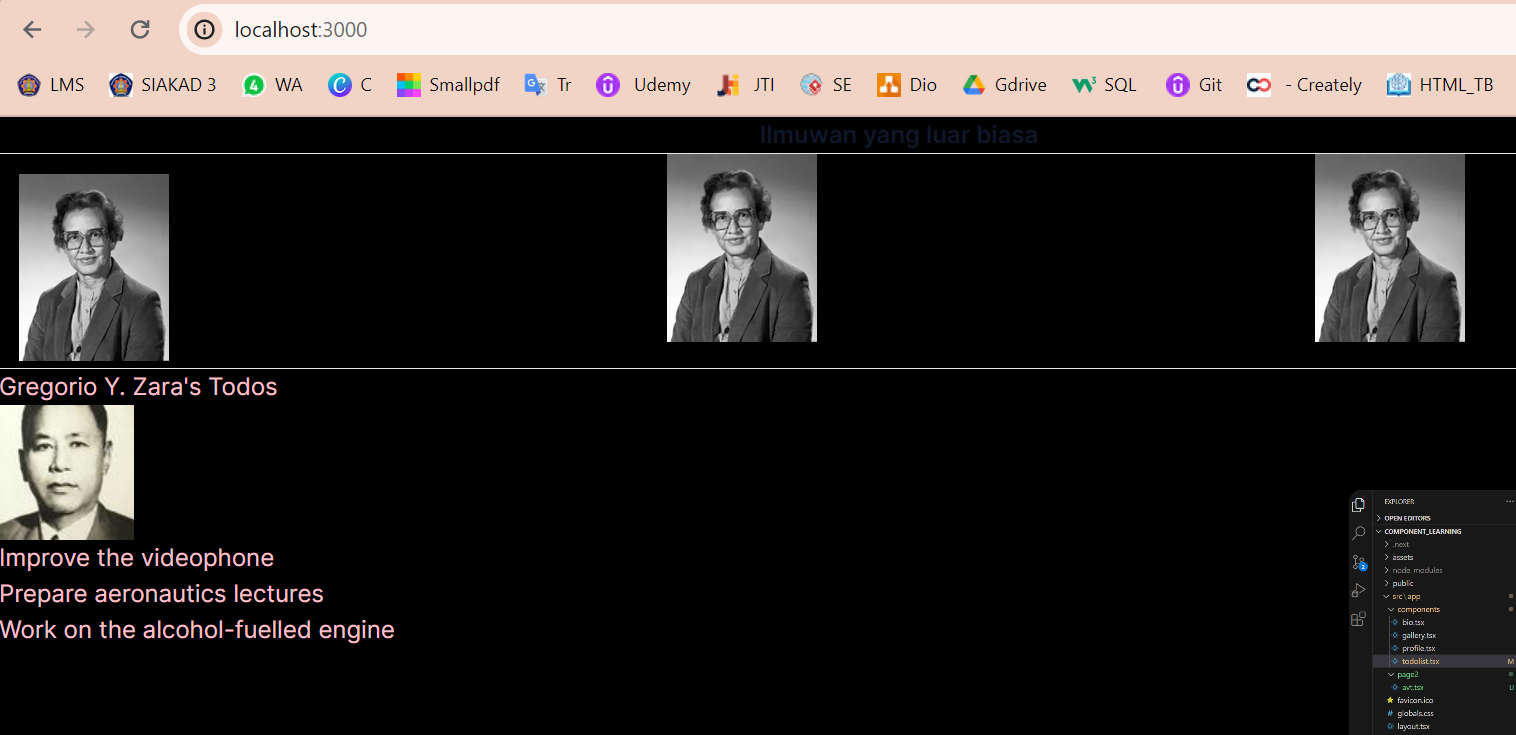 localhost:3000
LMS SIAKAD 3 WA C Smallpdf Tr Udemy JTI SE Dio Gdrive SQL Git - Creately HTML_TB
Ilmuwan yang luar biasa
Gregorio Y. Zara's Todos
Improve the videophone
Prepare aeronautics lectures
Work on the alcohol-fuelled engine
EXPLORER
OPEN EDITORS
COMPONENT_LEARNING
.next
assets
node_modules
public
src\app
components
bio.tsx
gallery.tsx
profile.tsx
todolist.tsx M
page2
avt.tsx U
favicon.ico
globals.css
layout.tsx